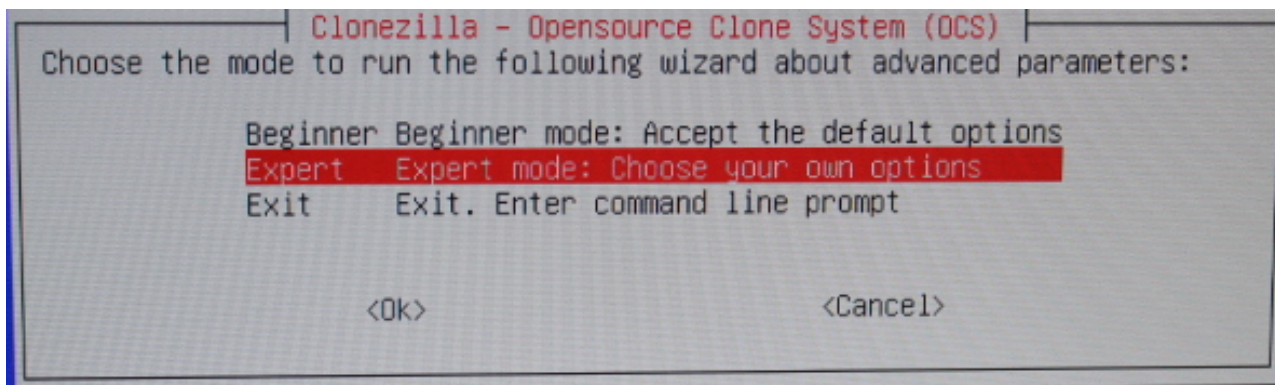 Clonezilla - Opensource Clone System (OCS)
Choose the mode to run the following wizard about advanced parameters:
Beginner Beginner mode: Accept the default options
Expert Expert mode: Choose your own options
Exit Exit. Enter command line prompt
<Ok> <Cancel>